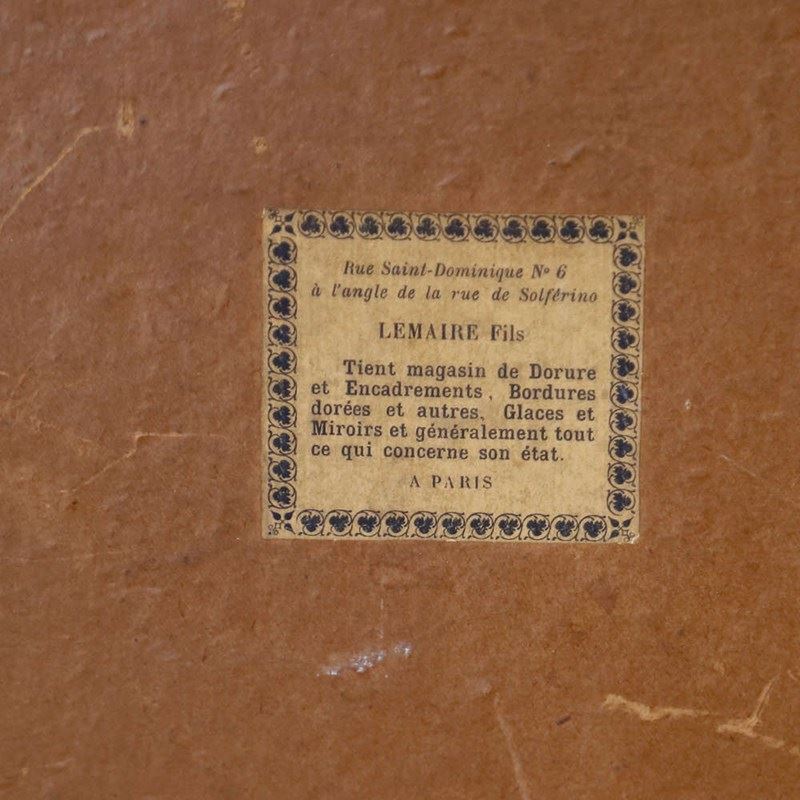 Rue Saint-Dominique Nº 6
à l'angle de la rue de Solférino
LEMAIRE Fils
Tient magasin de Dorure
et Encadrements, Bordures
dorées et autres, Glaces et
Miroirs et généralement tout
ce qui concerne son état.
A PARIS